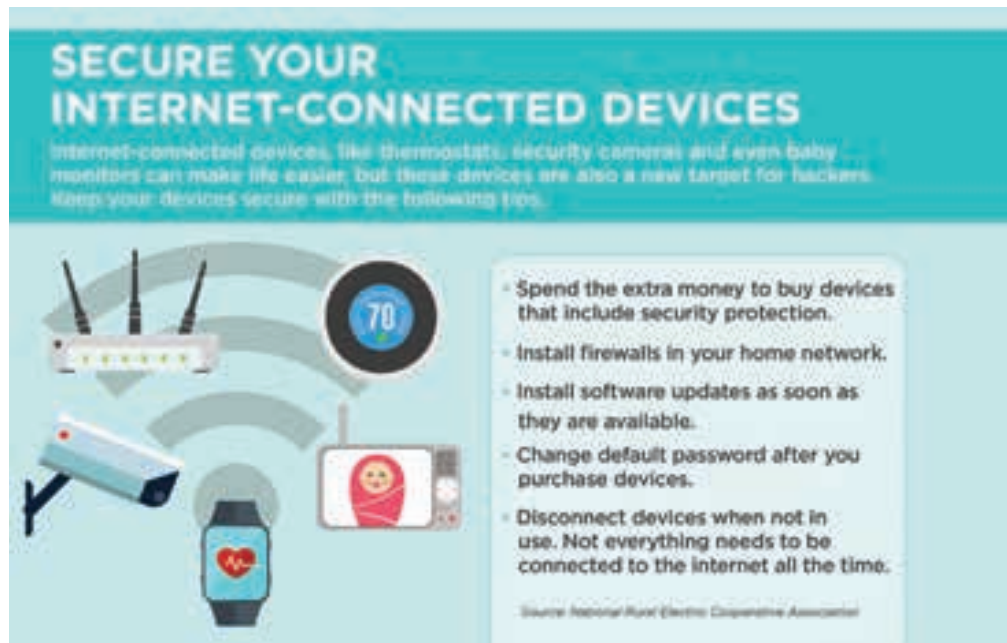 SECURE YOUR
INTERNET-CONNECTED DEVICES
Internet-connected devices, like thermostats, security cameras and even baby
monitors can make life easier, but these devices are also a new target for hackers.
Keep your devices secure with the following tips.
70
Spend the extra money to buy devices
that include security protection.
Install firewalls in your home network.
Install software updates as soon as
they are available.
Change default password after you
purchase devices.
Disconnect devices when not in
use. Not everything needs to be
connected to the internet all the time.
Source: National Rural Electric Cooperative Association